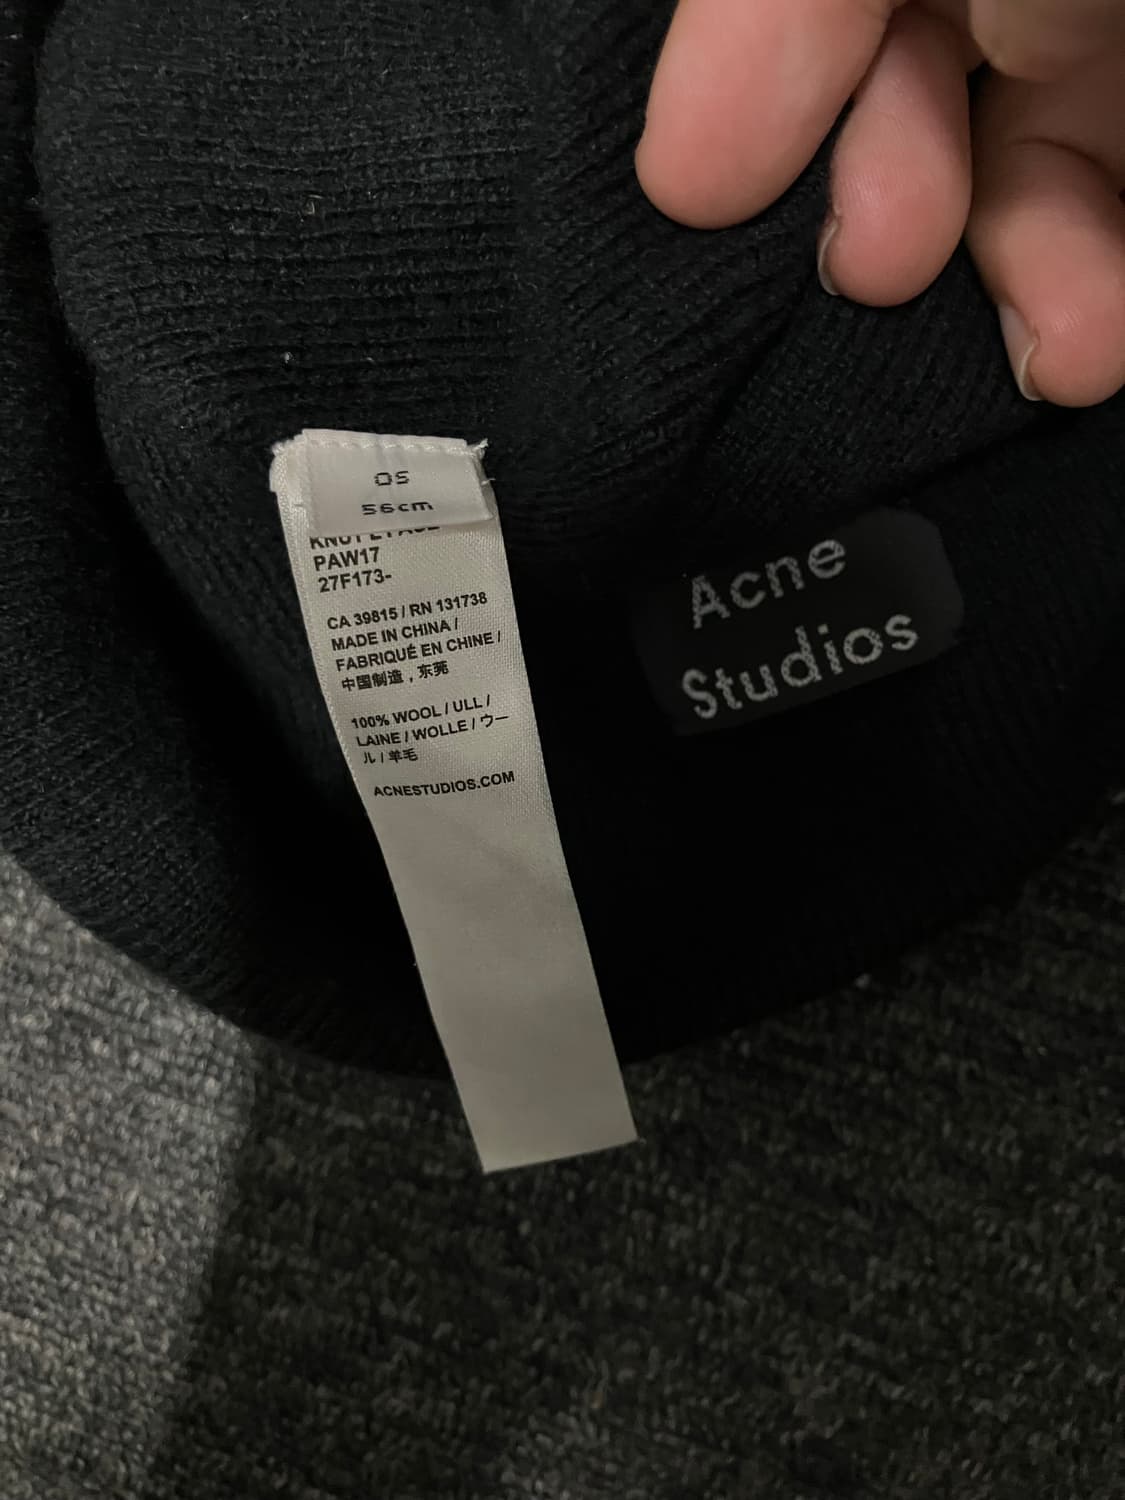 OS
56cm
PAW17
27F173-
CA 39815 / RN 131738
MADE IN CHINA /
FABRIQUÉ EN CHINE /
中国制造，东莞
100% WOOL / ULL /
LAINE / WOLLE / ウー
ル / 羊毛
ACNESTUDIOS.COM
Acne
Studios